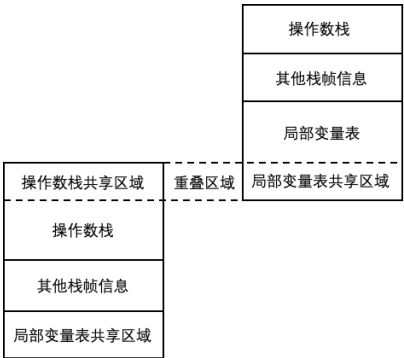 操作数栈
其他栈帧信息
局部变量表
操作数栈共享区域
重叠区域
局部变量表共享区域
操作数栈
其他栈帧信息
局部变量表共享区域